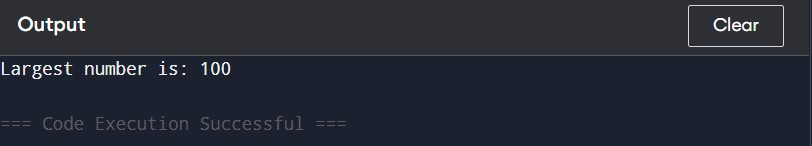 Output
Clear
Largest number is: 100
=== Code Execution Successful ===